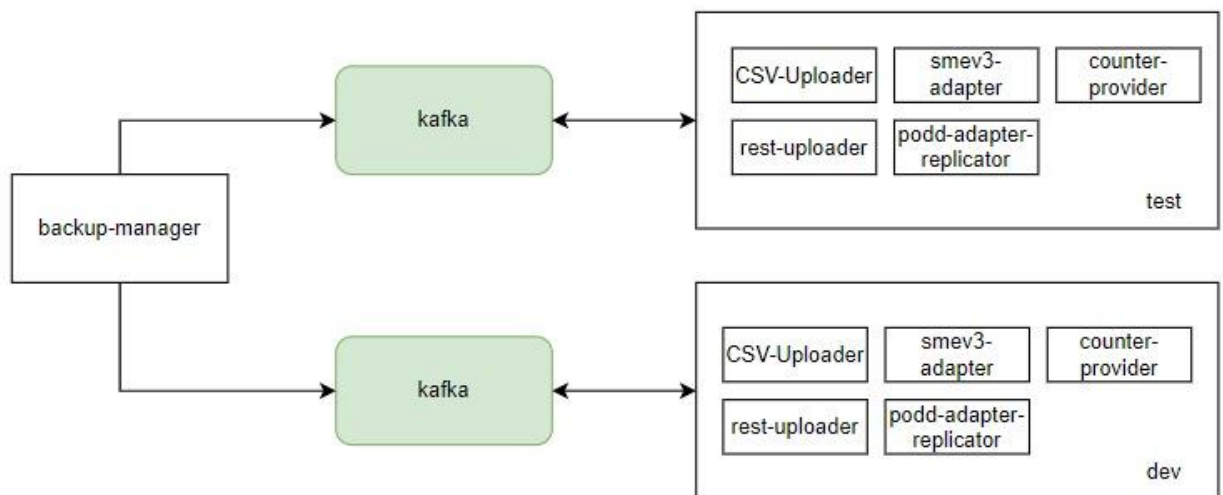 backup-manager
kafka
CSV-Uploader
smev3-
adapter
counter-
provider
rest-uploader
podd-adapter-
replicator
test
kafka
CSV-Uploader
smev3-
adapter
counter-
provider
rest-uploader
podd-adapter-
replicator
dev